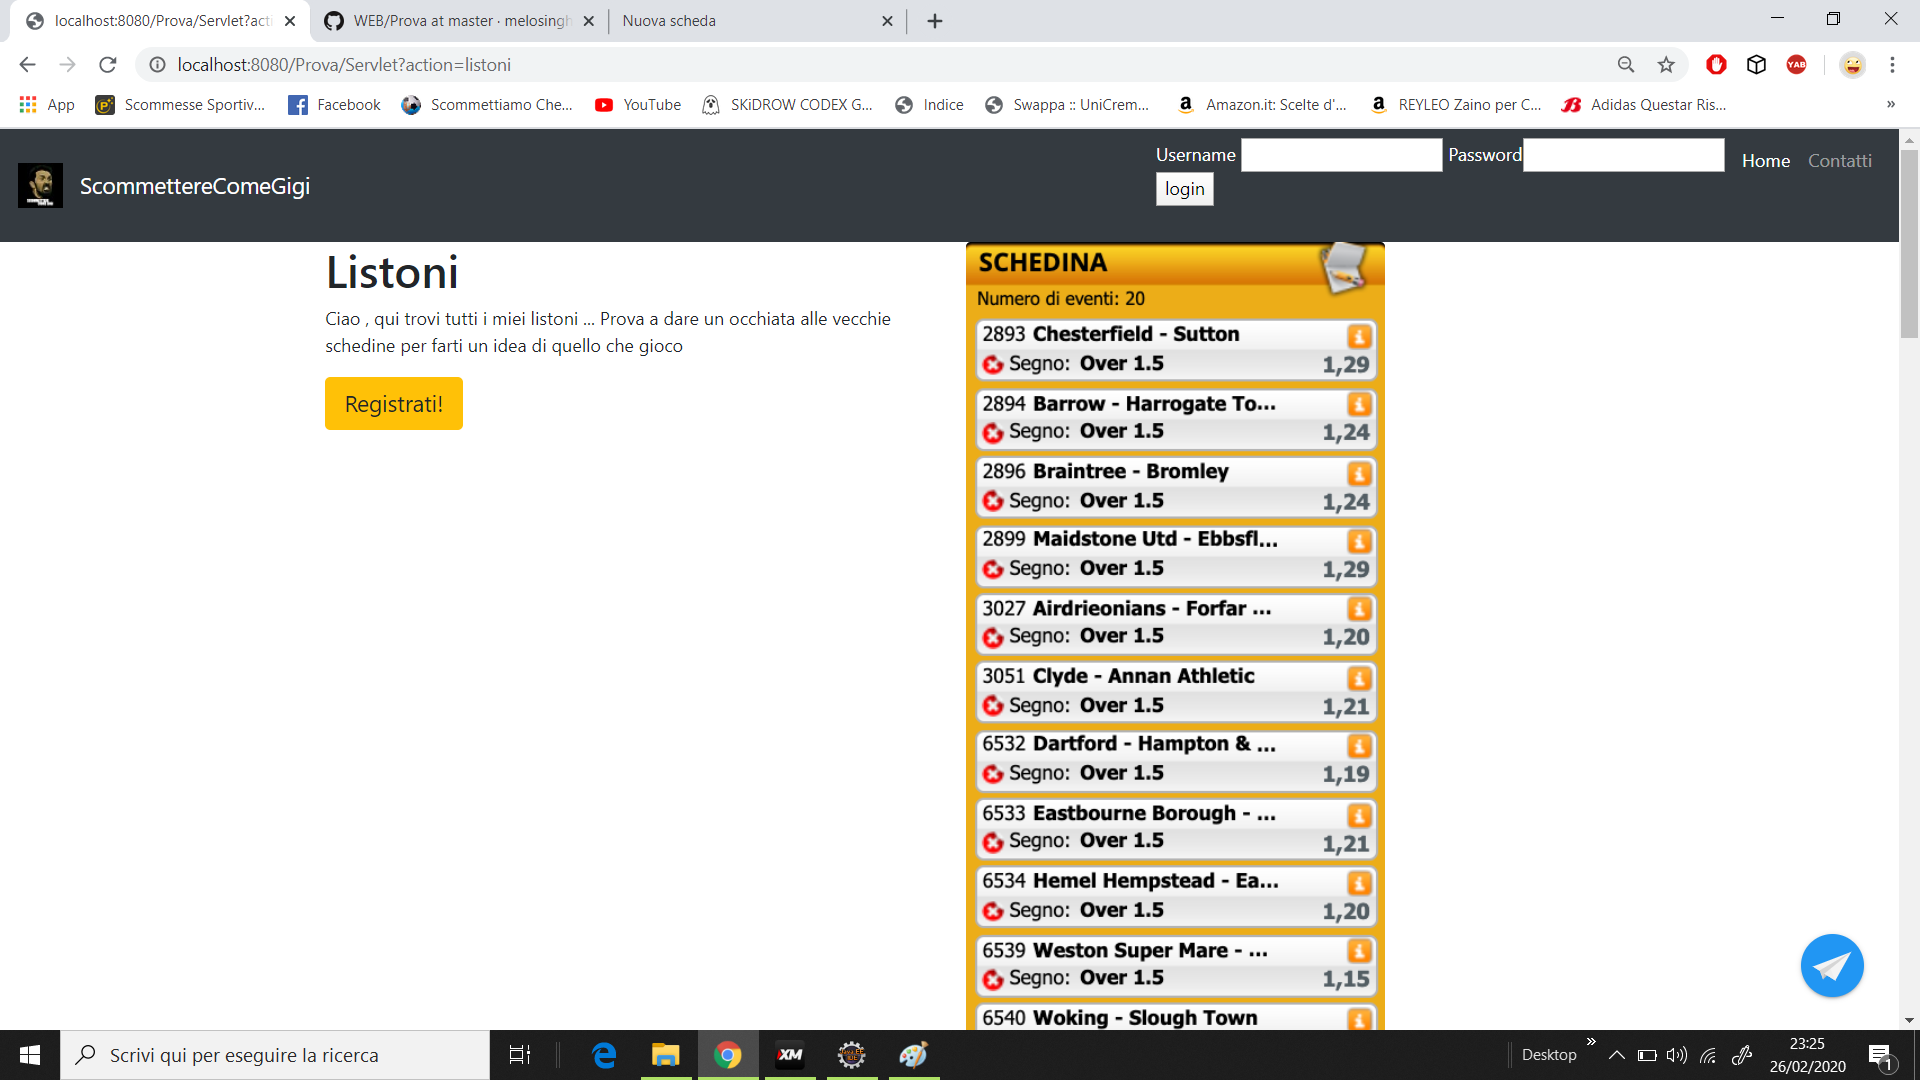 localhost:8080/Prova/Servlet?acti
WEB/Prova at master · melosingh
Nuova scheda
localhost:8080/Prova/Servlet?action=listoni
YAB
App
Scommesse Sportiv...
Facebook
Scommettiamo Che...
YouTube
SKiDROW CODEX G...
Indice
Swappa :: UniCrem...
Amazon.it: Scelte d'...
REYLEO Zaino per C...
Adidas Questar Ris...
»
ScommettereComeGigi
Username
Password
login
Home
Contatti
Listoni
Ciao , qui trovi tutti i miei listoni ... Prova a dare un occhiata alle vecchie
schedine per farti un idea di quello che gioco
Registrati!
SCHEDINA
Numero di eventi: 20
2893 Chesterfield - Sutton
Segno: Over 1.5 1,29
2894 Barrow - Harrogate To...
Segno: Over 1.5 1,24
2896 Braintree - Bromley
Segno: Over 1.5 1,24
2899 Maidstone Utd - Ebbsfl...
Segno: Over 1.5 1,29
3027 Airdrieonians - Forfar ...
Segno: Over 1.5 1,20
3051 Clyde - Annan Athletic
Segno: Over 1.5 1,21
6532 Dartford - Hampton & ...
Segno: Over 1.5 1,19
6533 Eastbourne Borough - ...
Segno: Over 1.5 1,21
6534 Hemel Hempstead - Ea...
Segno: Over 1.5 1,20
6539 Weston Super Mare - ...
Segno: Over 1.5 1,15
6540 Woking - Slough Town
Scrivi qui per eseguire la ricerca
XM
Desktop
»
23:25
26/02/2020
1